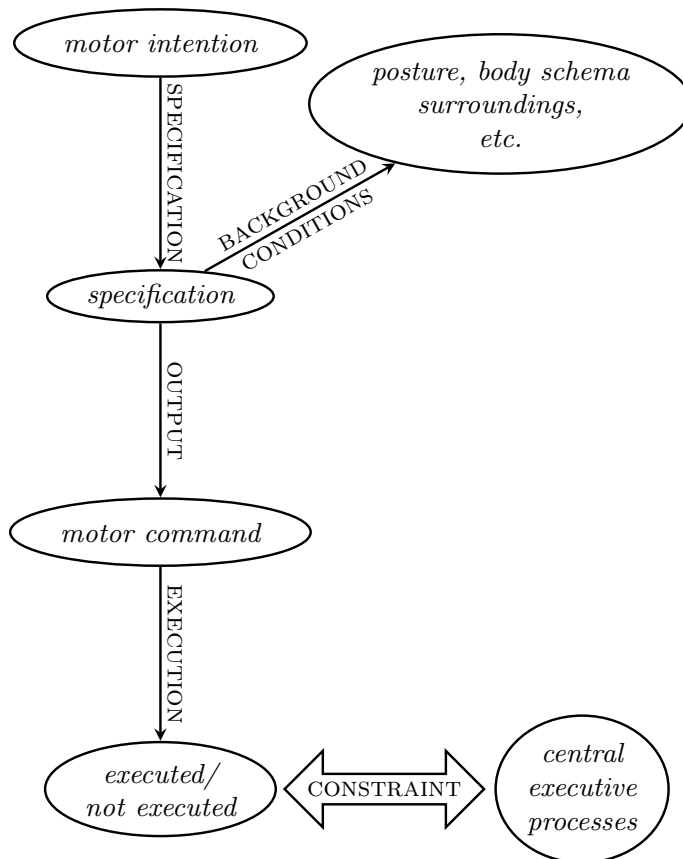 motor intention
posture, body schema
surroundings,
etc.
SPECIFICATION
BACKGROUND
CONDITIONS
specification
OUTPUT
motor command
EXECUTION
executed/
not executed
CONSTRAINT
central
executive
processes